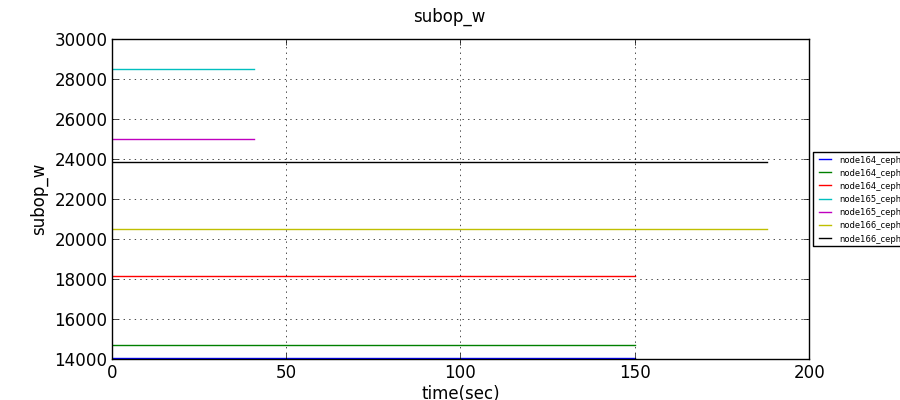 subop_w
30000
28000
26000
24000
22000
20000
18000
16000
14000
subop_w
0 50 100 150 200
time(sec)
node164_ceph
node164_ceph
node164_ceph
node165_ceph
node165_ceph
node166_ceph
node166_ceph